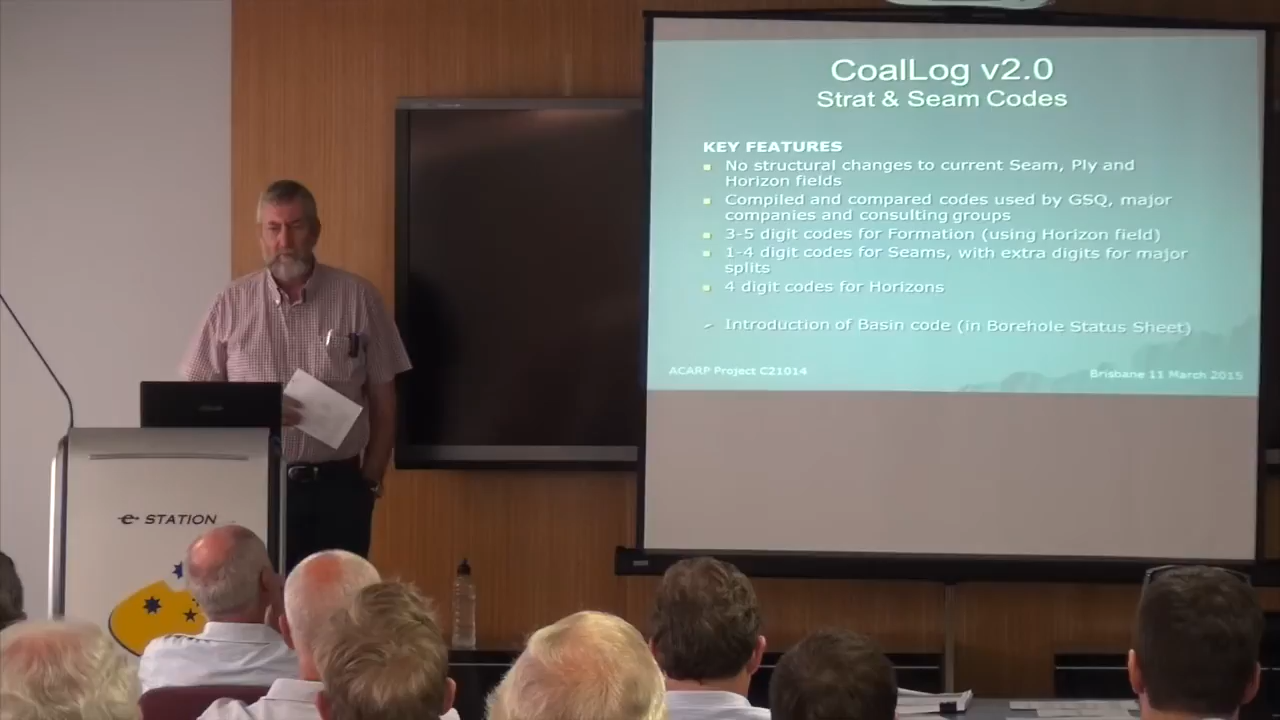 CoalLog v2.0
Strat & Seam Codes
KEY FEATURES
No structural changes to current Seam, Ply and
Horizon fields
Compiled and compared codes used by GSQ, major
companies and consulting groups
3-5 digit codes for Formation (using Horizon field)
1-4 digit codes for Seams, with extra digits for major
splits
4 digit codes for Horizons
Introduction of Basin code (in Borehole Status Sheet)
ACARP Project C21014
Brisbane 11 March 2015
e STATION